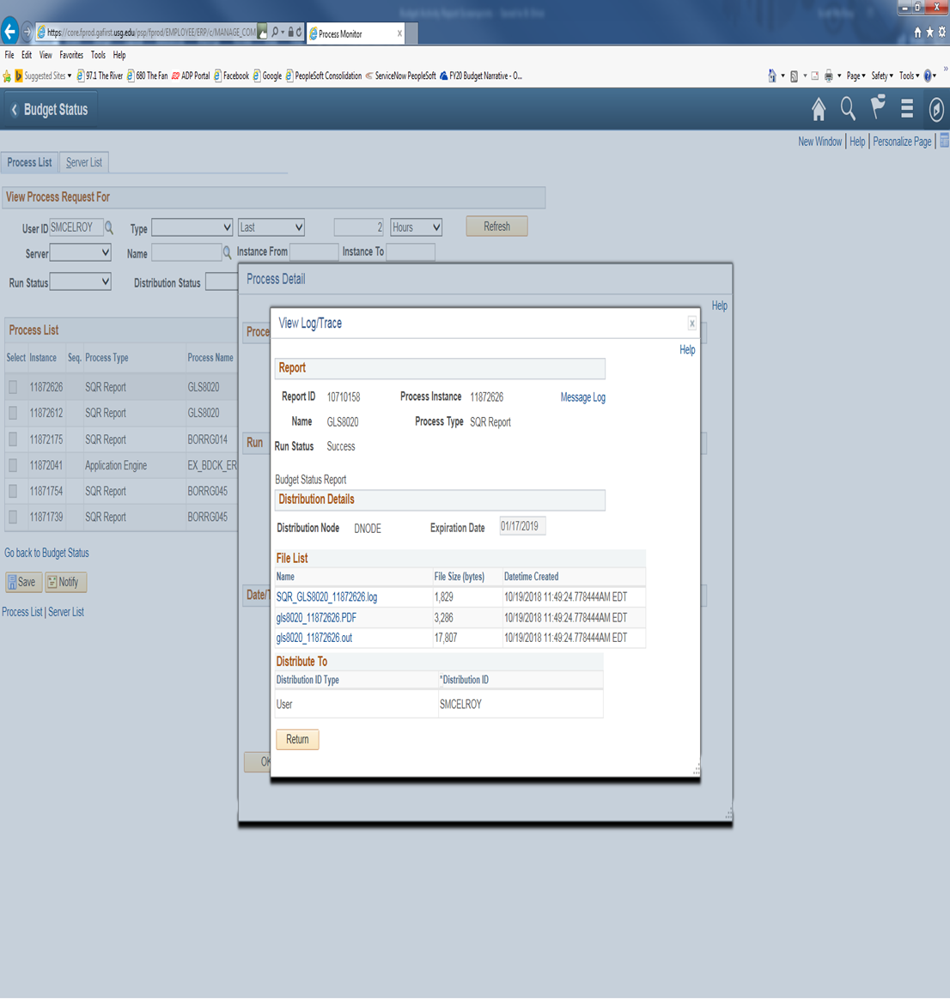 https://core.fprod.gafirst.usg.edu/psp/fprod/EMPLOYEE/ERP/c/MANAGE_COM
Process Monitor
File Edit View Favorites Tools Help
Suggested Sites 97.1 The River 680 The Fan ADP Portal Facebook Google PeopleSoft Consolidation ServiceNow PeopleSoft FY20 Budget Narrative - O... Page Safety Tools
Budget Status
New Window | Help | Personalize Page |
Process List Server List
View Process Request For
User ID SMCELROY Type Last 2 Hours Refresh
Server Name Instance From Instance To
Run Status Distribution Status
Process Detail
Help
Process List
Select Instance Seq. Process Type Process Name
11872626 SQR Report GLS8020
11872612 SQR Report GLS8020
11872175 SQR Report BORRG014
11872041 Application Engine EX_BDCK_ER
11871754 SQR Report BORRG045
11871739 SQR Report BORRG045
Go back to Budget Status
Save Notify
Process List | Server List
Proce
Run
Date/T
OK
View Log/Trace
x
Help
Report
Report ID 10710158 Process Instance 11872626 Message Log
Name GLS8020 Process Type SQR Report
Run Status Success
Budget Status Report
Distribution Details
Distribution Node DNODE Expiration Date 01/17/2019
File List
Name File Size (bytes) Datetime Created
SQR_GLS8020_11872626.log 1,829 10/19/2018 11:49:24.778444AM EDT
gls8020_11872626.PDF 3,286 10/19/2018 11:49:24.778444AM EDT
gls8020_11872626.out 17,807 10/19/2018 11:49:24.778444AM EDT
Distribute To
Distribution ID Type *Distribution ID
User SMCELROY
Return